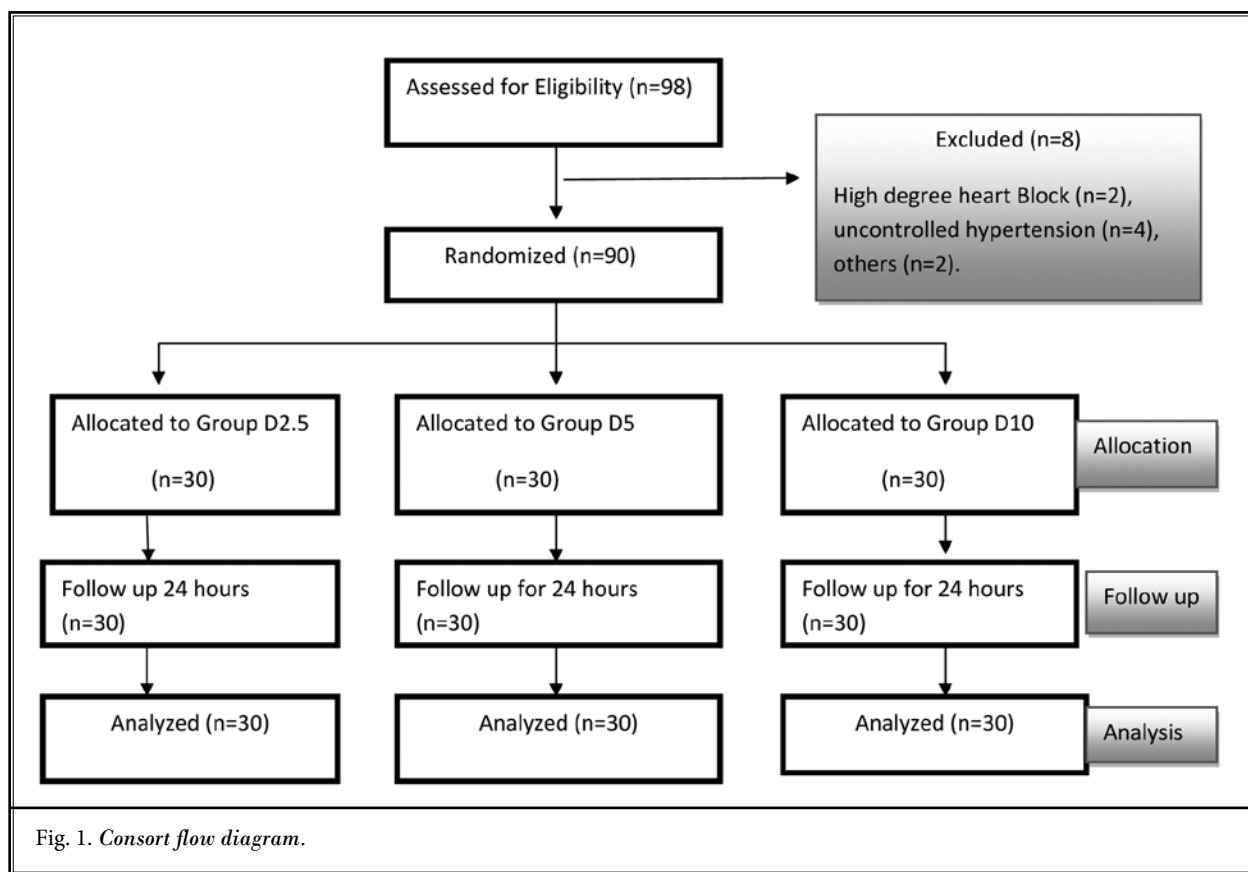 Assessed for Eligibility (n=98)
Excluded (n=8)
High degree heart Block (n=2),
uncontrolled hypertension (n=4),
others (n=2).
Randomized (n=90)
Allocated to Group D2.5
(n=30)
Allocated to Group D5
(n=30)
Allocated to Group D10
(n=30)
Allocation
Follow up 24 hours
(n=30)
Follow up for 24 hours
(n=30)
Follow up for 24 hours
(n=30)
Follow up
Analyzed (n=30)
Analyzed (n=30)
Analyzed (n=30)
Analysis
Fig. 1. Consort flow diagram.